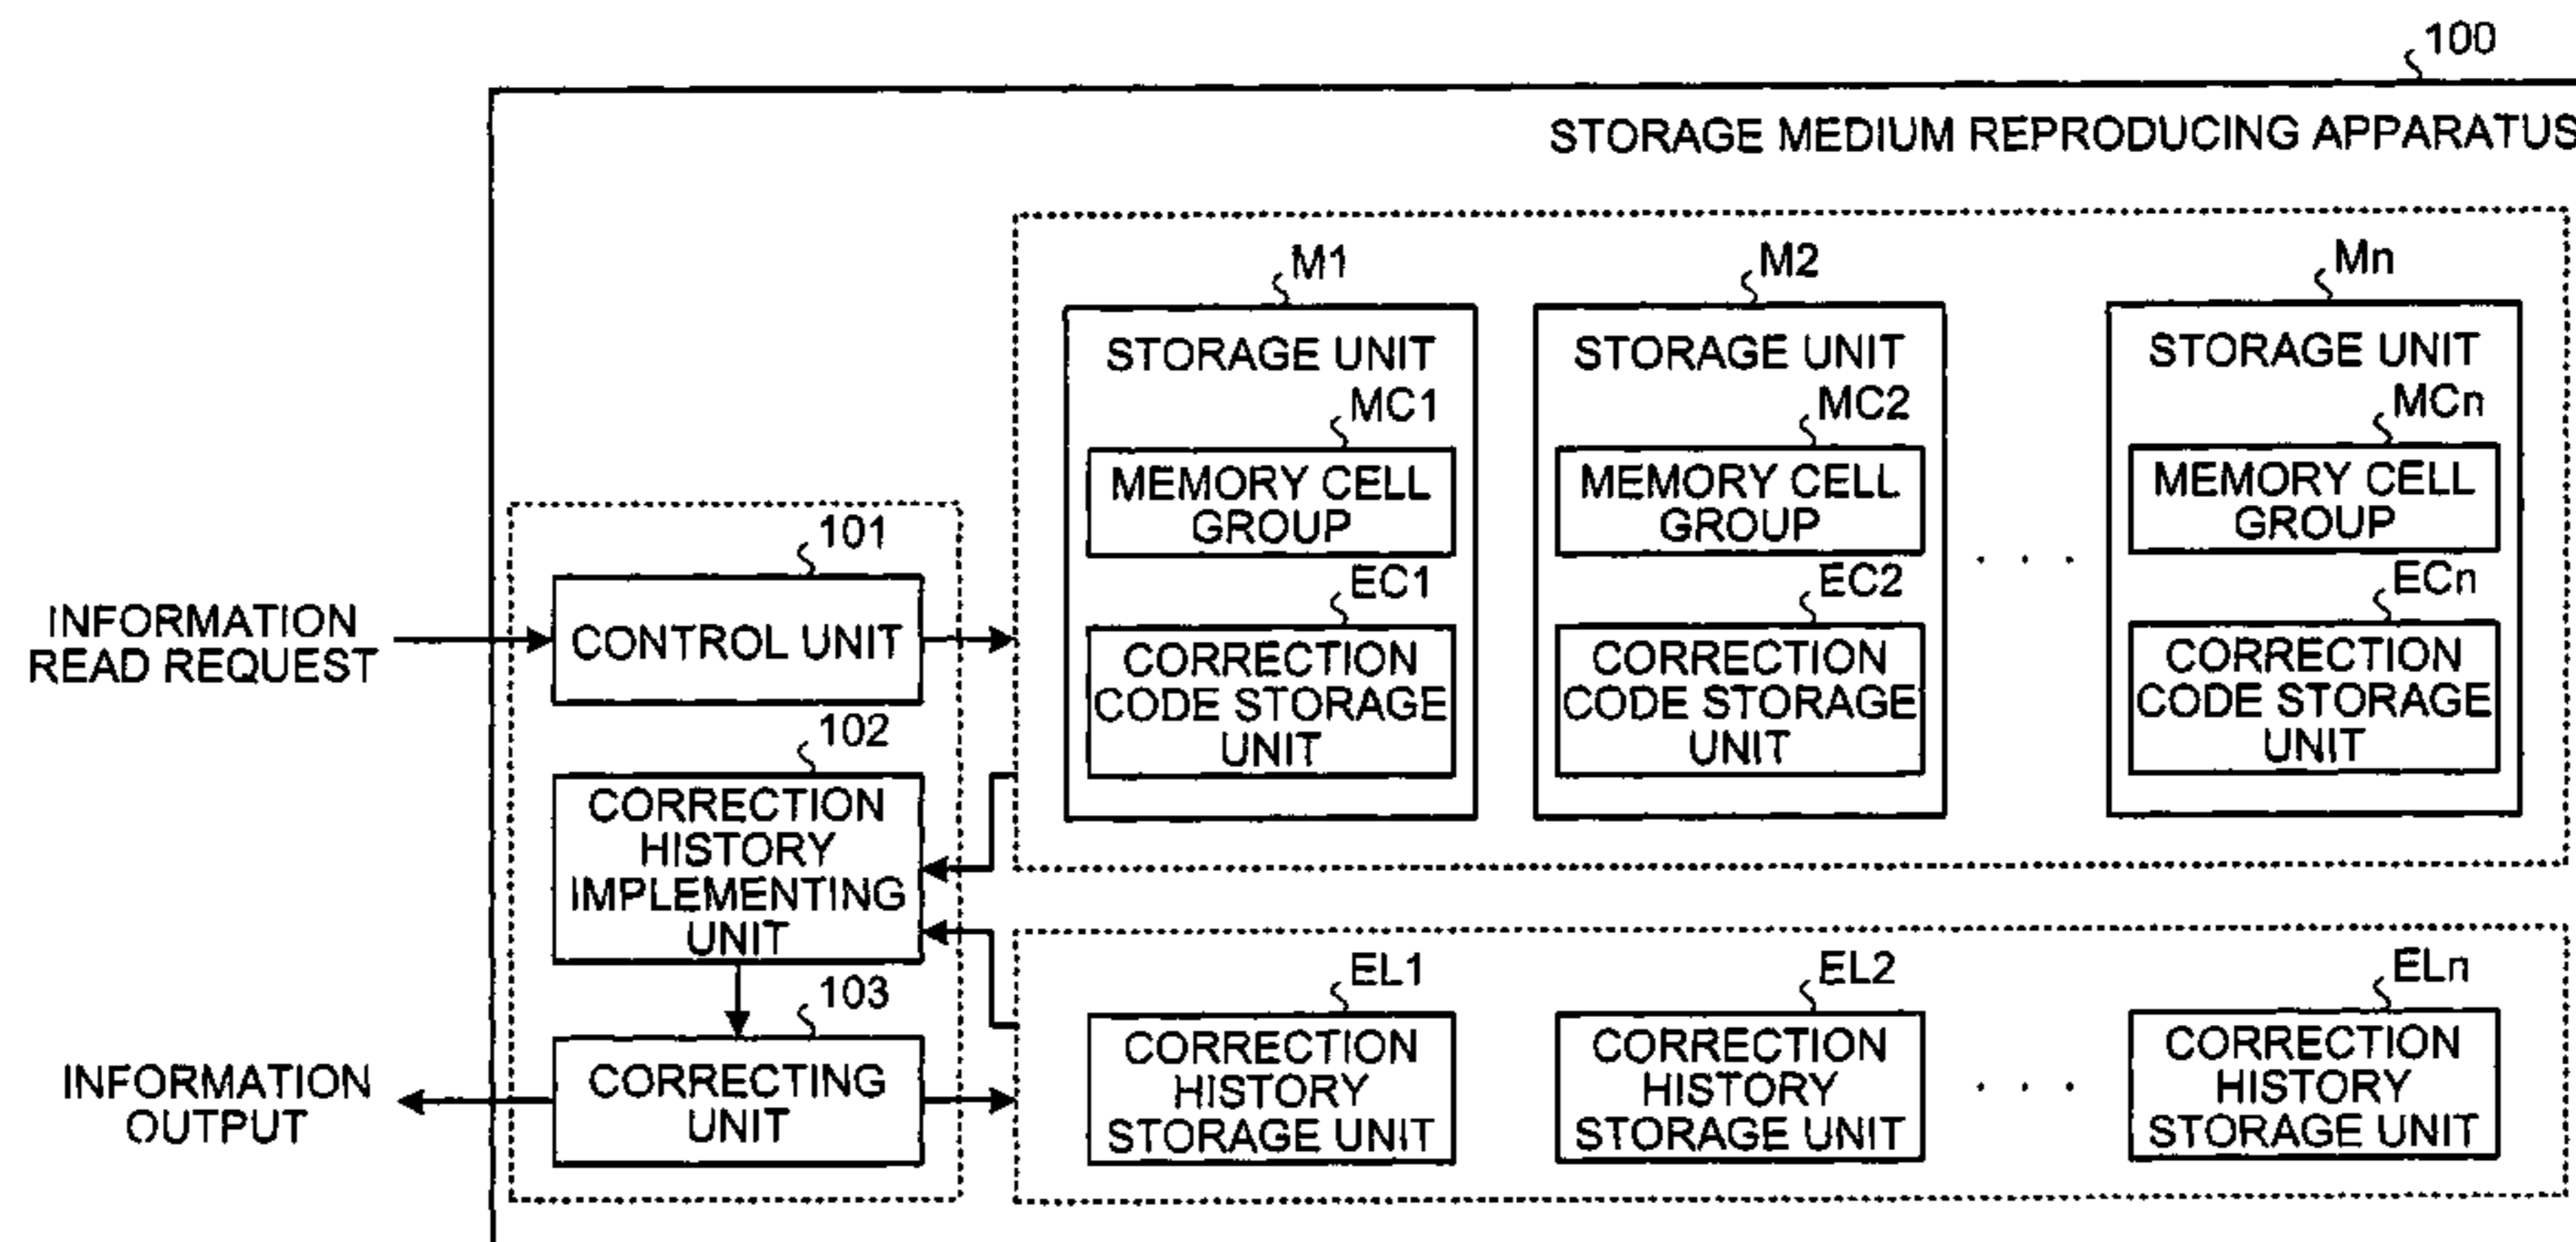 100
STORAGE MEDIUM REPRODUCING APPARATUS
M1
STORAGE UNIT
MC1
MEMORY CELL
GROUP
EC1
CORRECTION
CODE STORAGE
UNIT
M2
STORAGE UNIT
MC2
MEMORY CELL
GROUP
EC2
CORRECTION
CODE STORAGE
UNIT
. . .
Mn
STORAGE UNIT
MCn
MEMORY CELL
GROUP
ECn
CORRECTION
CODE STORAGE
UNIT
INFORMATION
READ REQUEST
101
CONTROL UNIT
102
CORRECTION
HISTORY
IMPLEMENTING
UNIT
103
CORRECTING
UNIT
INFORMATION
OUTPUT
EL1
CORRECTION
HISTORY
STORAGE UNIT
EL2
CORRECTION
HISTORY
STORAGE UNIT
. . .
ELn
CORRECTION
HISTORY
STORAGE UNIT